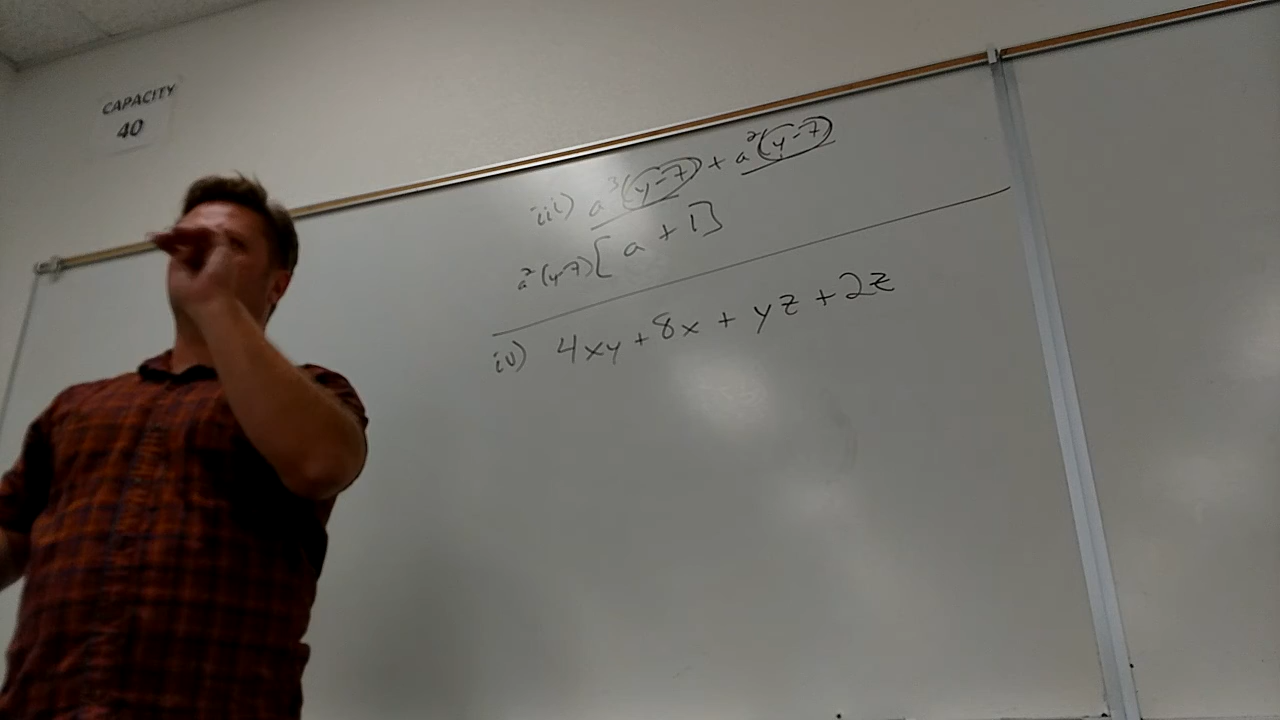 CAPACITY
40
iii) a³(y-7) + a²(y-7)
a²(y-7)[a + 1]
iv) 4xy + 8x + yz + 2z